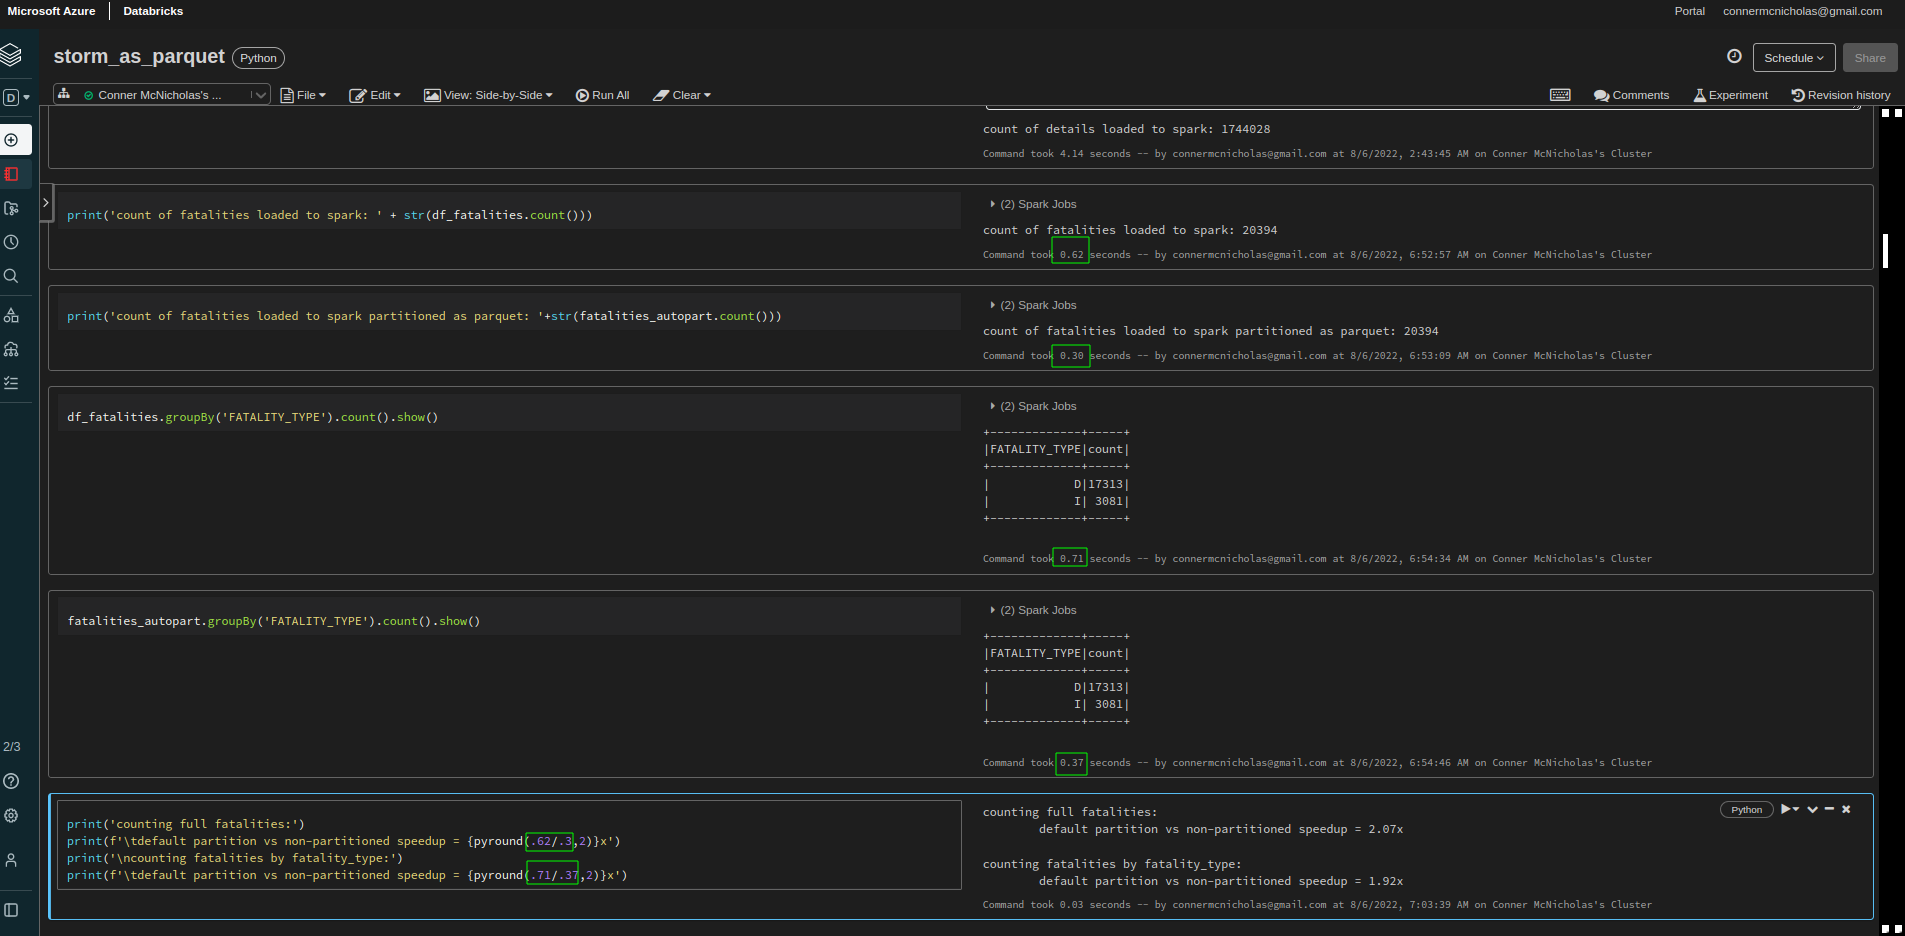 Microsoft Azure | Databricks
Portal connermcnicholas@gmail.com
storm_as_parquet Python
Schedule Share
D Conner McNicholas's ... File Edit View: Side-by-Side Run All Clear Comments Experiment Revision history
count of details loaded to spark: 1744028
Command took 4.14 seconds -- by connermcnicholas@gmail.com at 8/6/2022, 2:43:45 AM on Conner McNicholas's Cluster
print('count of fatalities loaded to spark: ' + str(df_fatalities.count()))
(2) Spark Jobs
count of fatalities loaded to spark: 20394
Command took 0.62 seconds -- by connermcnicholas@gmail.com at 8/6/2022, 6:52:57 AM on Conner McNicholas's Cluster
print('count of fatalities loaded to spark partitioned as parquet: '+str(fatalities_autopart.count()))
(2) Spark Jobs
count of fatalities loaded to spark partitioned as parquet: 20394
Command took 0.30 seconds -- by connermcnicholas@gmail.com at 8/6/2022, 6:53:09 AM on Conner McNicholas's Cluster
df_fatalities.groupBy('FATALITY_TYPE').count().show()
(2) Spark Jobs
+-------------+-----+
|FATALITY_TYPE|count|
+-------------+-----+
|            D|17313|
|            I| 3081|
+-------------+-----+
Command took 0.71 seconds -- by connermcnicholas@gmail.com at 8/6/2022, 6:54:34 AM on Conner McNicholas's Cluster
fatalities_autopart.groupBy('FATALITY_TYPE').count().show()
(2) Spark Jobs
+-------------+-----+
|FATALITY_TYPE|count|
+-------------+-----+
|            D|17313|
|            I| 3081|
+-------------+-----+
Command took 0.37 seconds -- by connermcnicholas@gmail.com at 8/6/2022, 6:54:46 AM on Conner McNicholas's Cluster
2/3
print('counting full fatalities:')
print(f'\tdefault partition vs non-partitioned speedup = {pyround(.62/.3,2)}x')
print('\ncounting fatalities by fatality_type:')
print(f'\tdefault partition vs non-partitioned speedup = {pyround(.71/.37,2)}x')
Python
counting full fatalities:
default partition vs non-partitioned speedup = 2.07x
counting fatalities by fatality_type:
default partition vs non-partitioned speedup = 1.92x
Command took 0.03 seconds -- by connermcnicholas@gmail.com at 8/6/2022, 7:03:39 AM on Conner McNicholas's Cluster